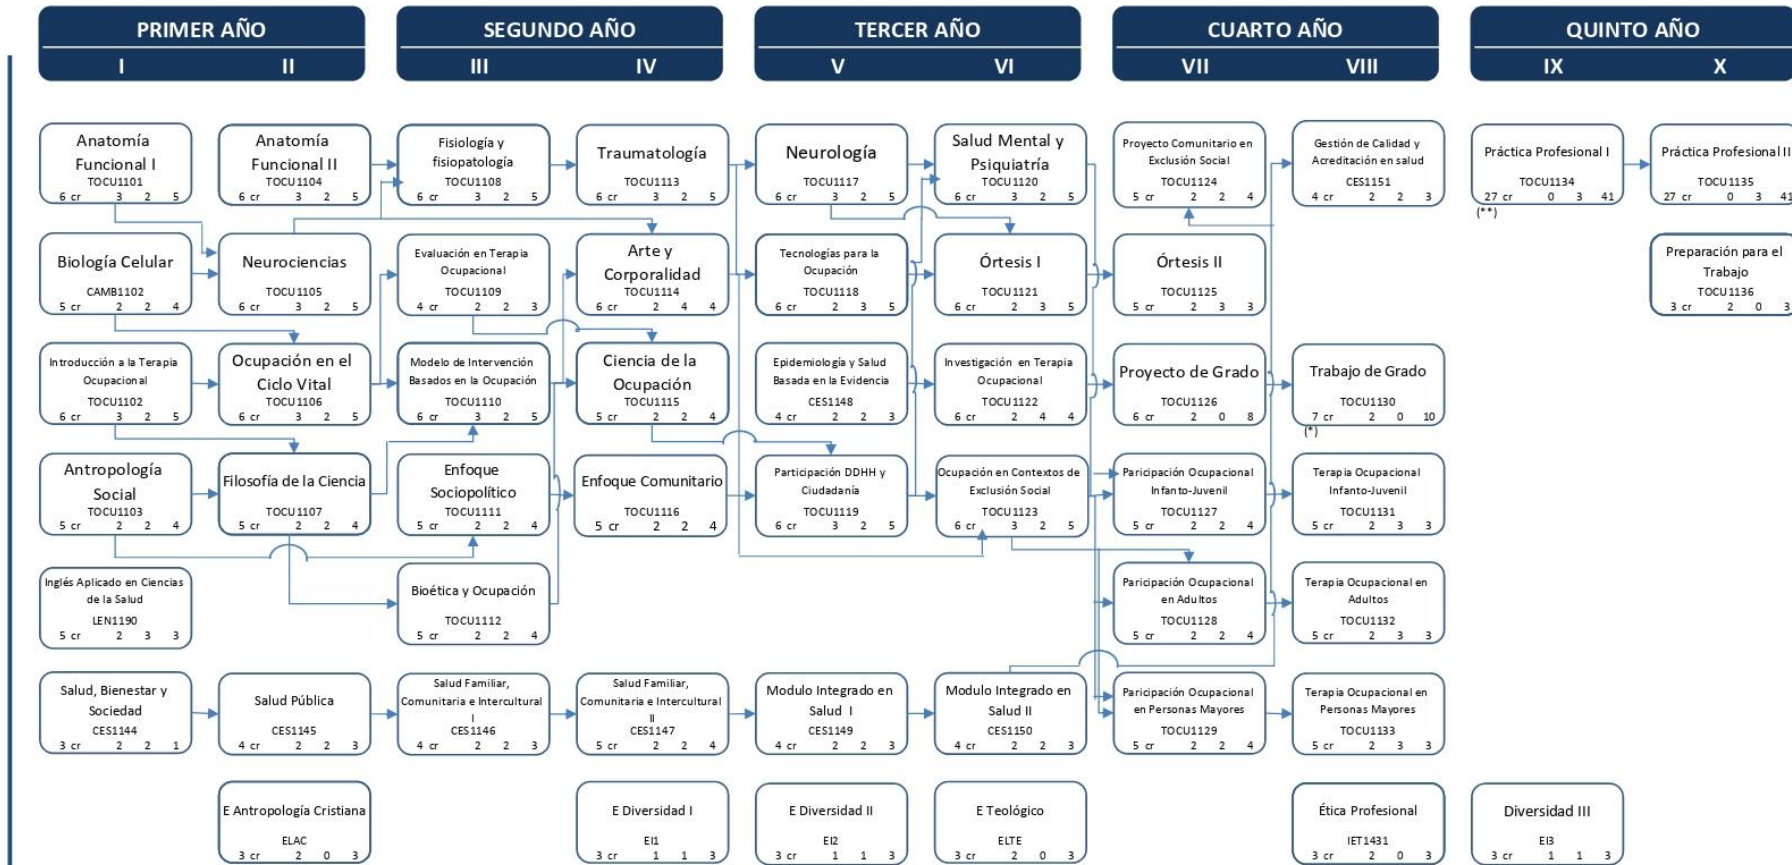 PRIMER AÑO
I II
SEGUNDO AÑO
III IV
TERCER AÑO
V VI
CUARTO AÑO
VII VIII
QUINTO AÑO
IX X
Anatomía
Funcional I
TOCU1101
6 cr 3 2 5
Anatomía
Funcional II
TOCU1104
6 cr 3 2 5
Fisiología y
fisiopatología
TOCU1108
6 cr 3 2 5
Traumatología
TOCU1113
6 cr 3 2 5
Neurología
TOCU1117
6 cr 3 2 5
Salud Mental y
Psiquiatría
TOCU1120
6 cr 3 2 5
Proyecto Comunitario en
Exclusión Social
TOCU1124
5 cr 2 2 4
Gestión de Calidad y
Acreditación en salud
CES1151
4 cr 2 2 3
Práctica Profesional I
TOCU1134
27 cr 0 3 41
(**)
Práctica Profesional II
TOCU1135
27 cr 0 3 41
Biología Celular
CAMB1102
5 cr 2 2 4
Neurociencias
TOCU1105
6 cr 3 2 5
Evaluación en Terapia
Ocupacional
TOCU1109
4 cr 2 2 3
Arte y
Corporalidad
TOCU1114
6 cr 2 4 4
Tecnologías para la
Ocupación
TOCU1118
6 cr 2 3 5
Órtesis I
TOCU1121
6 cr 2 3 5
Órtesis II
TOCU1125
5 cr 2 3 3
Preparación para el
Trabajo
TOCU1136
3 cr 2 0 3
Introducción a la Terapia
Ocupacional
TOCU1102
6 cr 3 2 5
Ocupación en el
Ciclo Vital
TOCU1106
6 cr 3 2 5
Modelo de Intervención
Basados en la Ocupación
TOCU1110
6 cr 3 2 5
Ciencia de la
Ocupación
TOCU1115
5 cr 2 2 4
Epidemiología y Salud
Basada en la Evidencia
CES1148
4 cr 2 2 3
Investigación en Terapia
Ocupacional
TOCU1122
6 cr 2 4 4
Proyecto de Grado
TOCU1126
6 cr 2 0 8
Trabajo de Grado
TOCU1130
7 cr 2 0 10
(*)
Antropología
Social
TOCU1103
5 cr 2 2 4
Filosofía de la Ciencia
TOCU1107
5 cr 2 2 4
Enfoque
Sociopolítico
TOCU1111
5 cr 2 2 4
Enfoque Comunitario
TOCU1116
5 cr 2 2 4
Participación DDHH y
Ciudadanía
TOCU1119
6 cr 3 2 5
Ocupación en Contextos de
Exclusión Social
TOCU1123
6 cr 3 2 5
Paricipación Ocupacional
Infanto-Juvenil
TOCU1127
5 cr 2 2 4
Terapia Ocupacional
Infanto-Juvenil
TOCU1131
5 cr 2 3 3
Inglés Aplicado en Ciencias
de la Salud
LEN1190
5 cr 2 3 3
Bioética y Ocupación
TOCU1112
5 cr 2 2 4
Paricipación Ocupacional
en Adultos
TOCU1128
5 cr 2 2 4
Terapia Ocupacional en
Adultos
TOCU1132
5 cr 2 3 3
Salud, Bienestar y
Sociedad
CES1144
3 cr 2 2 1
Salud Pública
CES1145
4 cr 2 2 3
Salud Familiar,
Comunitaria e Intercultural
I
CES1146
4 cr 2 2 3
Salud Familiar,
Comunitaria e Intercultural
II
CES1147
5 cr 2 2 4
Modulo Integrado en
Salud I
CES1149
4 cr 2 2 3
Modulo Integrado en
Salud II
CES1150
4 cr 2 2 3
Paricipación Ocupacional
en Personas Mayores
TOCU1129
5 cr 2 2 4
Terapia Ocupacional en
Personas Mayores
TOCU1133
5 cr 2 3 3
E Antropología Cristiana
ELAC
3 cr 2 0 3
E Diversidad I
EI1
3 cr 1 1 3
E Diversidad II
EI2
3 cr 1 1 3
E Teológico
ELTE
3 cr 2 0 3
Ética Profesional
IET1431
3 cr 2 0 3
Diversidad III
EI3
3 cr 1 1 3